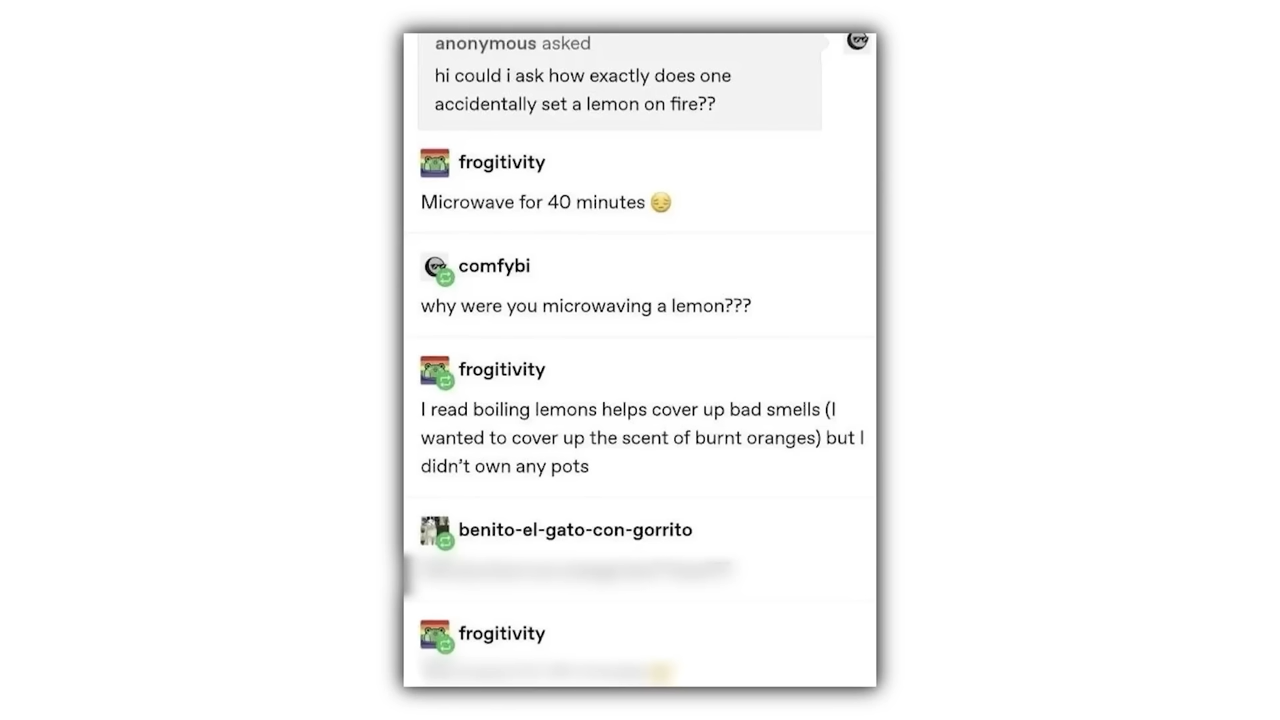 anonymous asked
hi could i ask how exactly does one
accidentally set a lemon on fire??
frogitivity
Microwave for 40 minutes 😔
comfybi
why were you microwaving a lemon???
frogitivity
I read boiling lemons helps cover up bad smells (I
wanted to cover up the scent of burnt oranges) but I
didn't own any pots
benito-el-gato-con-gorrito
frogitivity